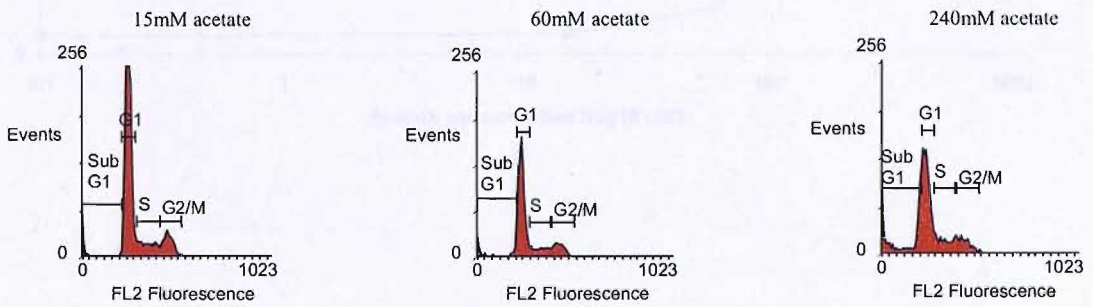 15mM acetate
256
G1
Events
Sub
G1
S
G2/M
0
0
1023
FL2 Fluorescence
60mM acetate
256
G1
Events
Sub
G1
S
G2/M
0
0
1023
FL2 Fluorescence
240mM acetate
256
G1
Events
Sub
G1
S
G2/M
0
0
1023
FL2 Fluorescence